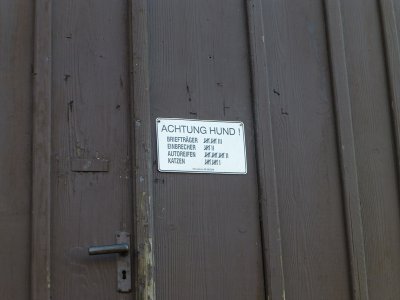 ACHTUNG HUND !
BRIEFTRÄGER
EINBRECHER
AUTOREIFEN
KATZEN